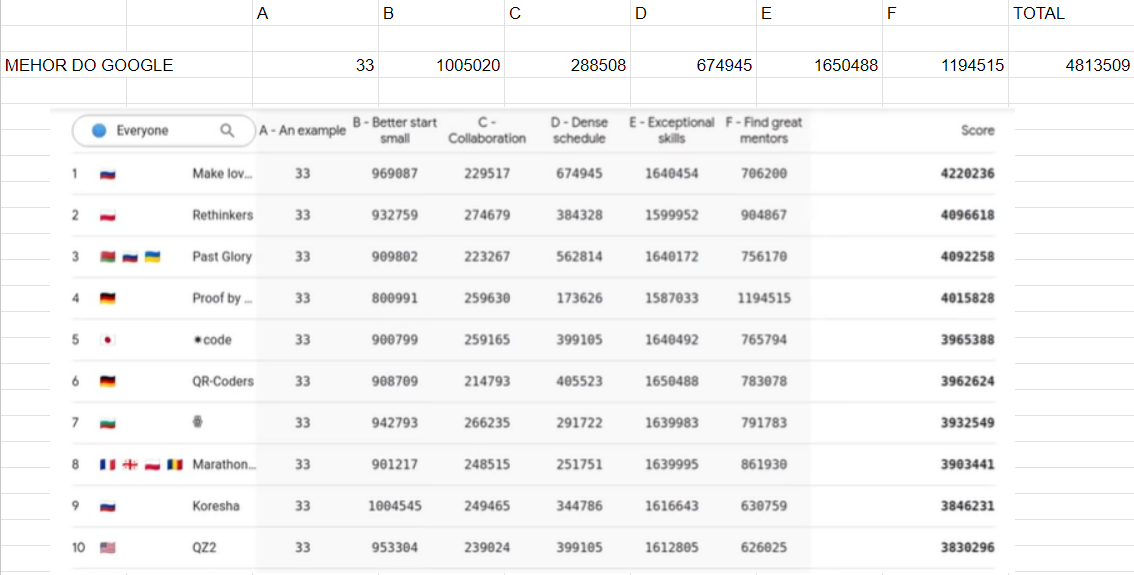 A B C D E F TOTAL
MEHOR DO GOOGLE 33 1005020 288508 674945 1650488 1194515 4813509
Everyone A - An example B - Better start small C - Collaboration D - Dense schedule E - Exceptional skills F - Find great mentors Score
1 Make lov... 33 969087 229517 674945 1640454 706200 4220236
2 Rethinkers 33 932759 274679 384328 1599952 904867 4096618
3 Past Glory 33 909802 223267 562814 1640172 756170 4092258
4 Proof by ... 33 800991 259630 173626 1587033 1194515 4015828
5 *code 33 900799 259165 399105 1640492 765794 3965388
6 QR-Coders 33 908709 214793 405523 1650488 783078 3962624
7 33 942793 266235 291722 1639983 791783 3932549
8 Marathon... 33 901217 248515 251751 1639995 861930 3903441
9 Koresha 33 1004545 249465 344786 1616643 630759 3846231
10 QZ2 33 953304 239024 399105 1612805 626025 3830296